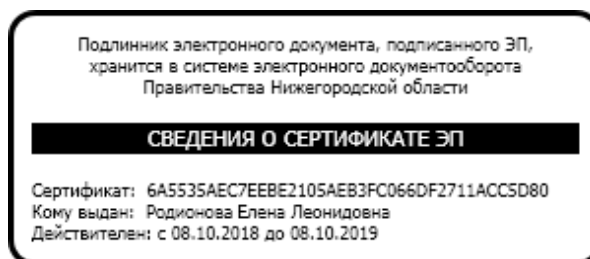 Подлинник электронного документа, подписанного ЭП,
хранится в системе электронного документооборота
Правительства Нижегородской области
СВЕДЕНИЯ О СЕРТИФИКАТЕ ЭП
Сертификат: 6A5535AEC7EEBE2105AEB3FC066DF2711ACC5D80
Кому выдан: Родионова Елена Леонидовна
Действителен: с 08.10.2018 до 08.10.2019